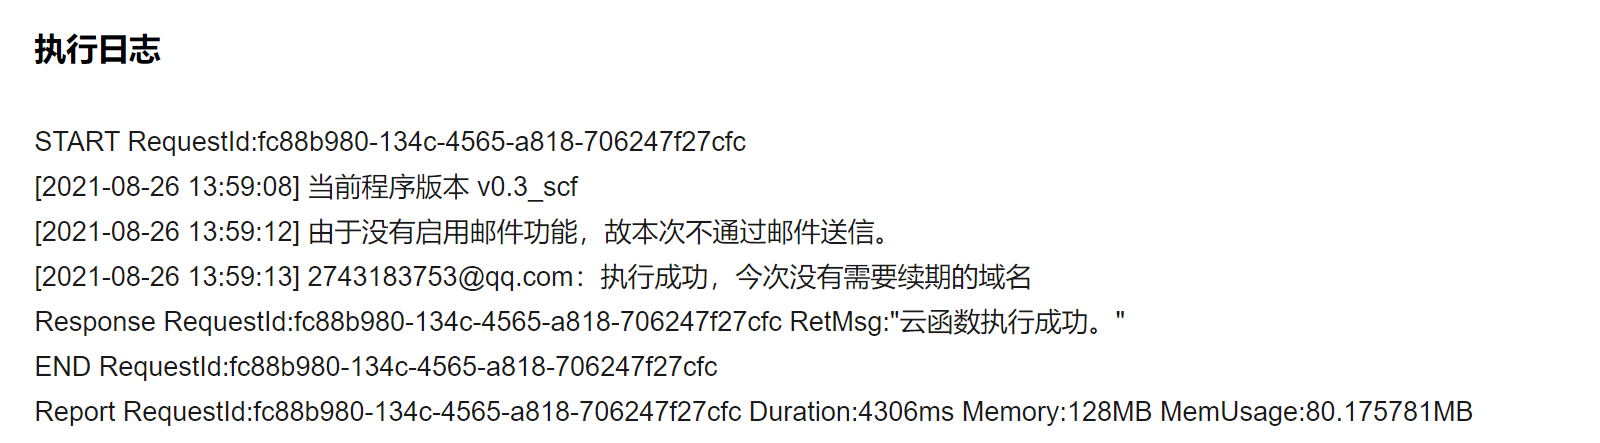 执行日志
START RequestId:fc88b980-134c-4565-a818-706247f27cfc
[2021-08-26 13:59:08] 当前程序版本 v0.3_scf
[2021-08-26 13:59:12] 由于没有启用邮件功能，故本次不通过邮件送信。
[2021-08-26 13:59:13] 2743183753@qq.com：执行成功，今次没有需要续期的域名
Response RequestId:fc88b980-134c-4565-a818-706247f27cfc RetMsg:"云函数执行成功。"
END RequestId:fc88b980-134c-4565-a818-706247f27cfc
Report RequestId:fc88b980-134c-4565-a818-706247f27cfc Duration:4306ms Memory:128MB MemUsage:80.175781MB